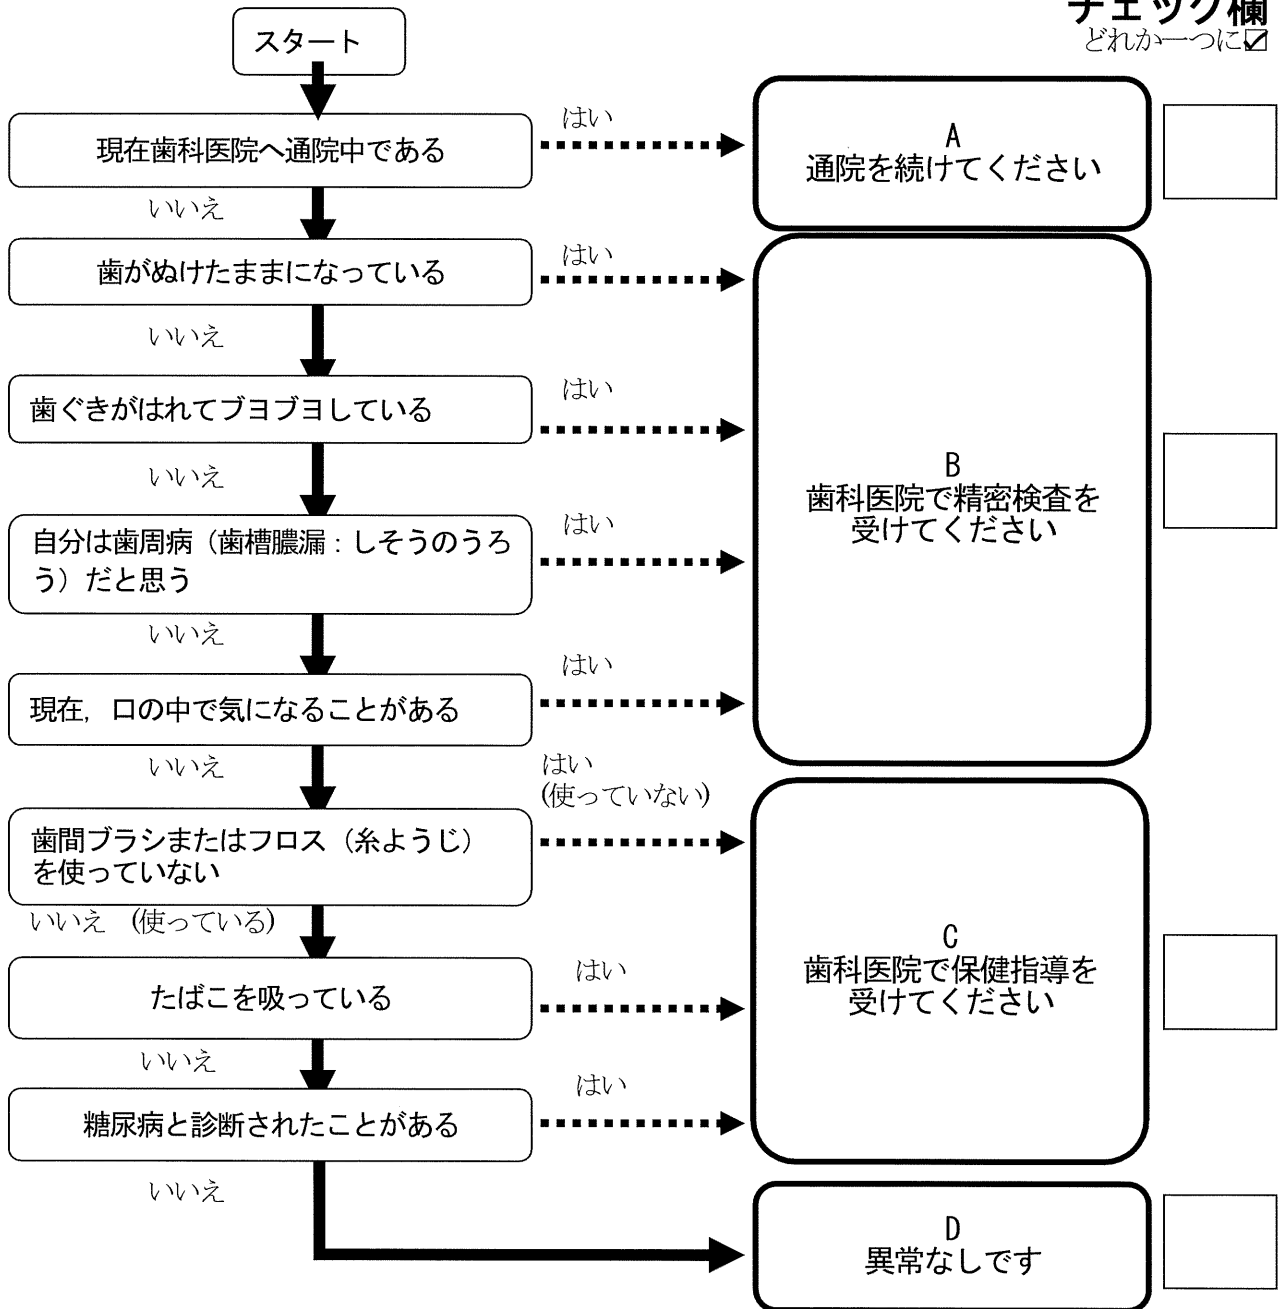 チェック欄
どれか一つに☑
スタート
現在歯科医院へ通院中である
はい
A
通院を続けてください
いいえ
歯がぬけたままになっている
はい
いいえ
歯ぐきがはれてブヨブヨしている
はい
B
歯科医院で精密検査を
受けてください
いいえ
自分は歯周病（歯槽膿漏：しそうのうろ
う）だと思う
はい
いいえ
現在，口の中で気になることがある
はい
いいえ
はい
(使っていない)
歯間ブラシまたはフロス（糸ようじ）
を使っていない
いいえ (使っている)
C
歯科医院で保健指導を
受けてください
たばこを吸っている
はい
いいえ
糖尿病と診断されたことがある
はい
いいえ
D
異常なしです